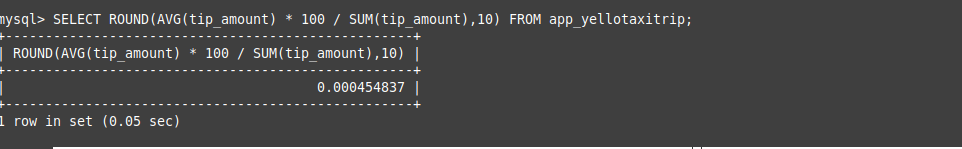 mysql> SELECT ROUND(AVG(tip_amount) * 100 / SUM(tip_amount),10) FROM app_yellotaxitrip;
+------------------------------------------------+
| ROUND(AVG(tip_amount) * 100 / SUM(tip_amount),10) |
+------------------------------------------------+
| 0.000454837 |
+------------------------------------------------+
1 row in set (0.05 sec)